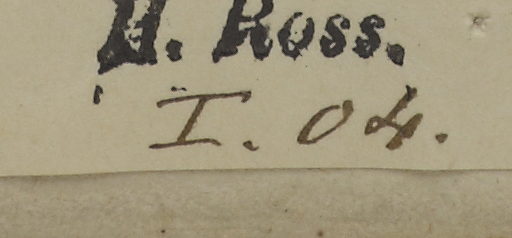 H. Ross.
I. 04.